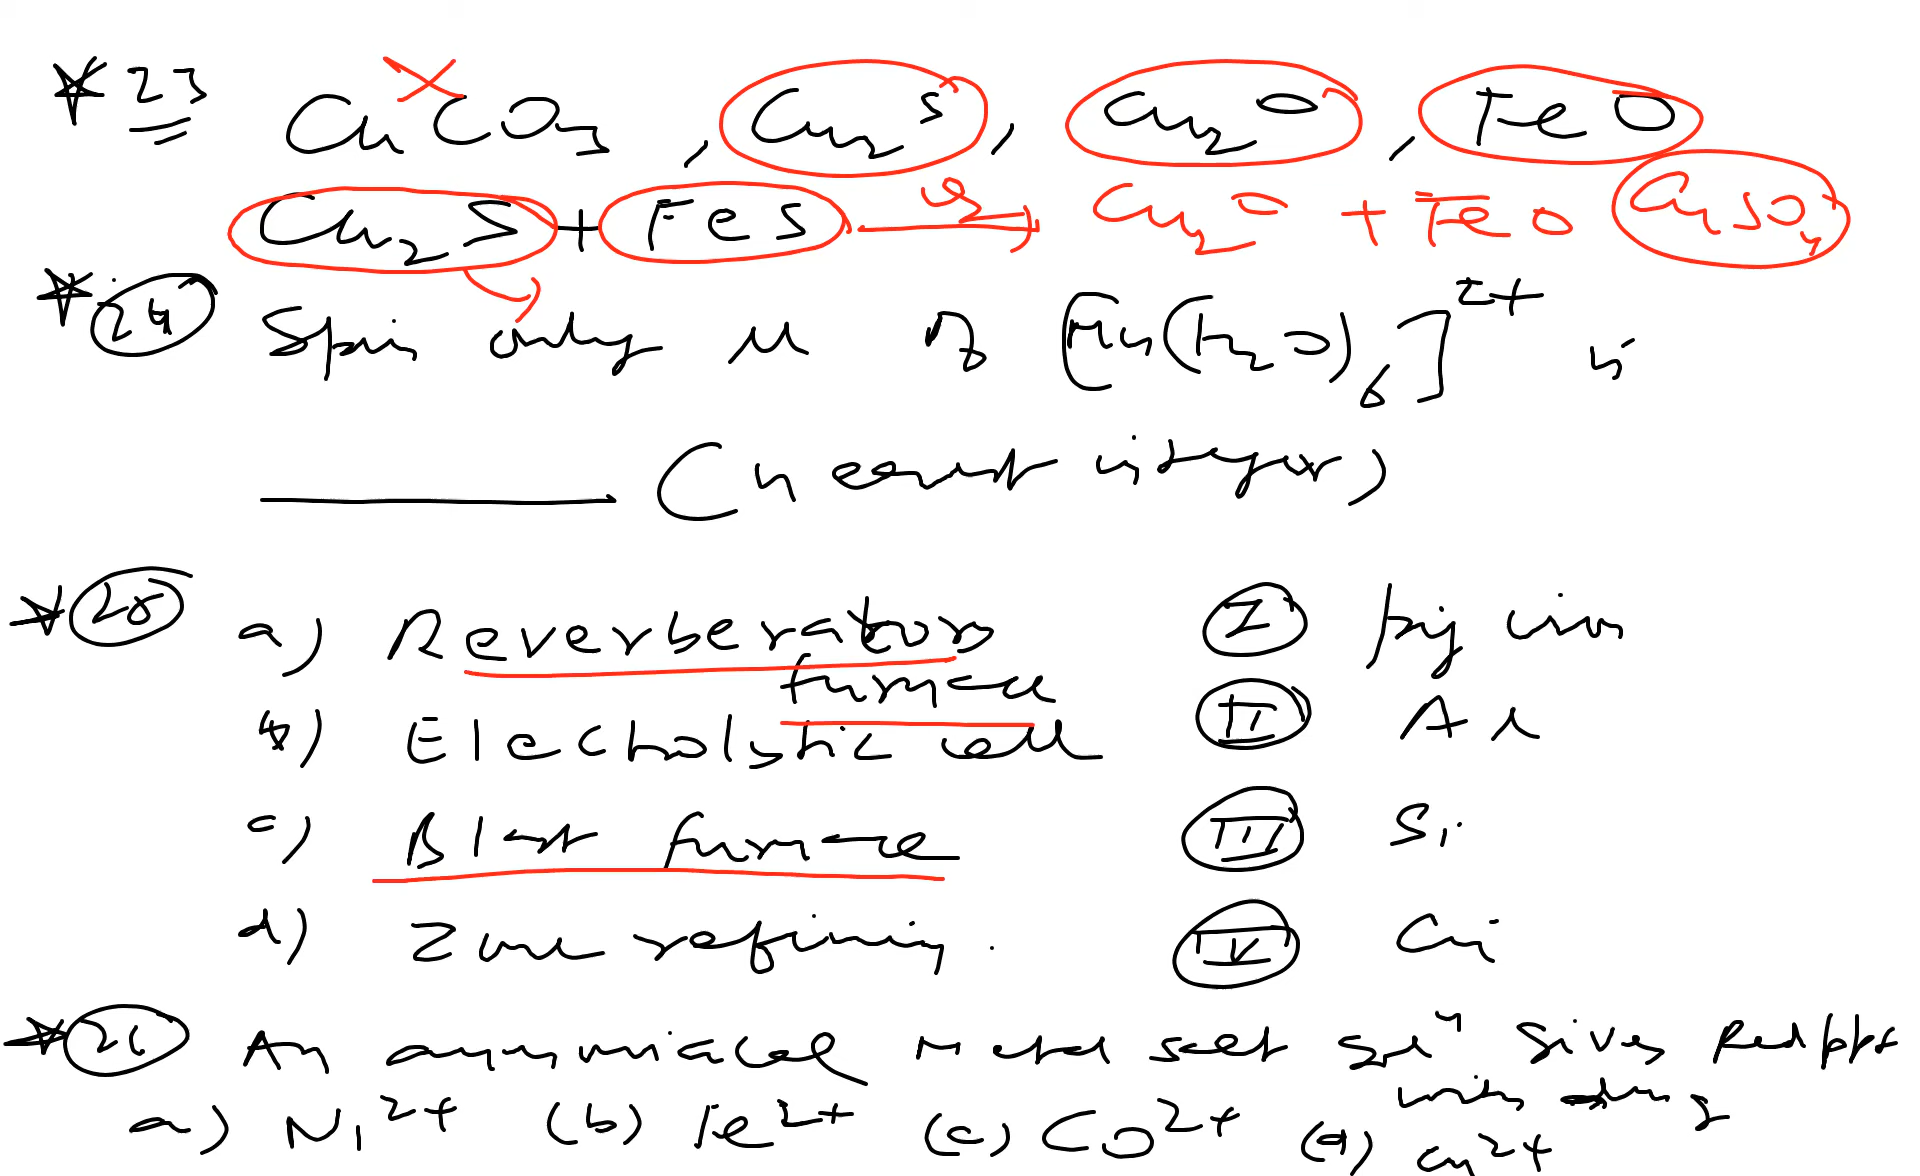 23 CuCO3, Cu2S, Cu2O, FeO
Cu2S + FeS O2 → Cu2O + FeO CuSO4
24 Spin only μ of [Mn(H2O)6]2+ is
(nearest integer)
25 a) Reverberatory furnace I pig iron
b) Electrolytic cell II Al
c) Blast furnace III Si
d) Zone refining. IV Cu
26 An ammoniacal Metal salt solⁿ gives Red ppt
with
a) Ni2+ (b) Fe2+ (c) Co2+ (d) Cu2+